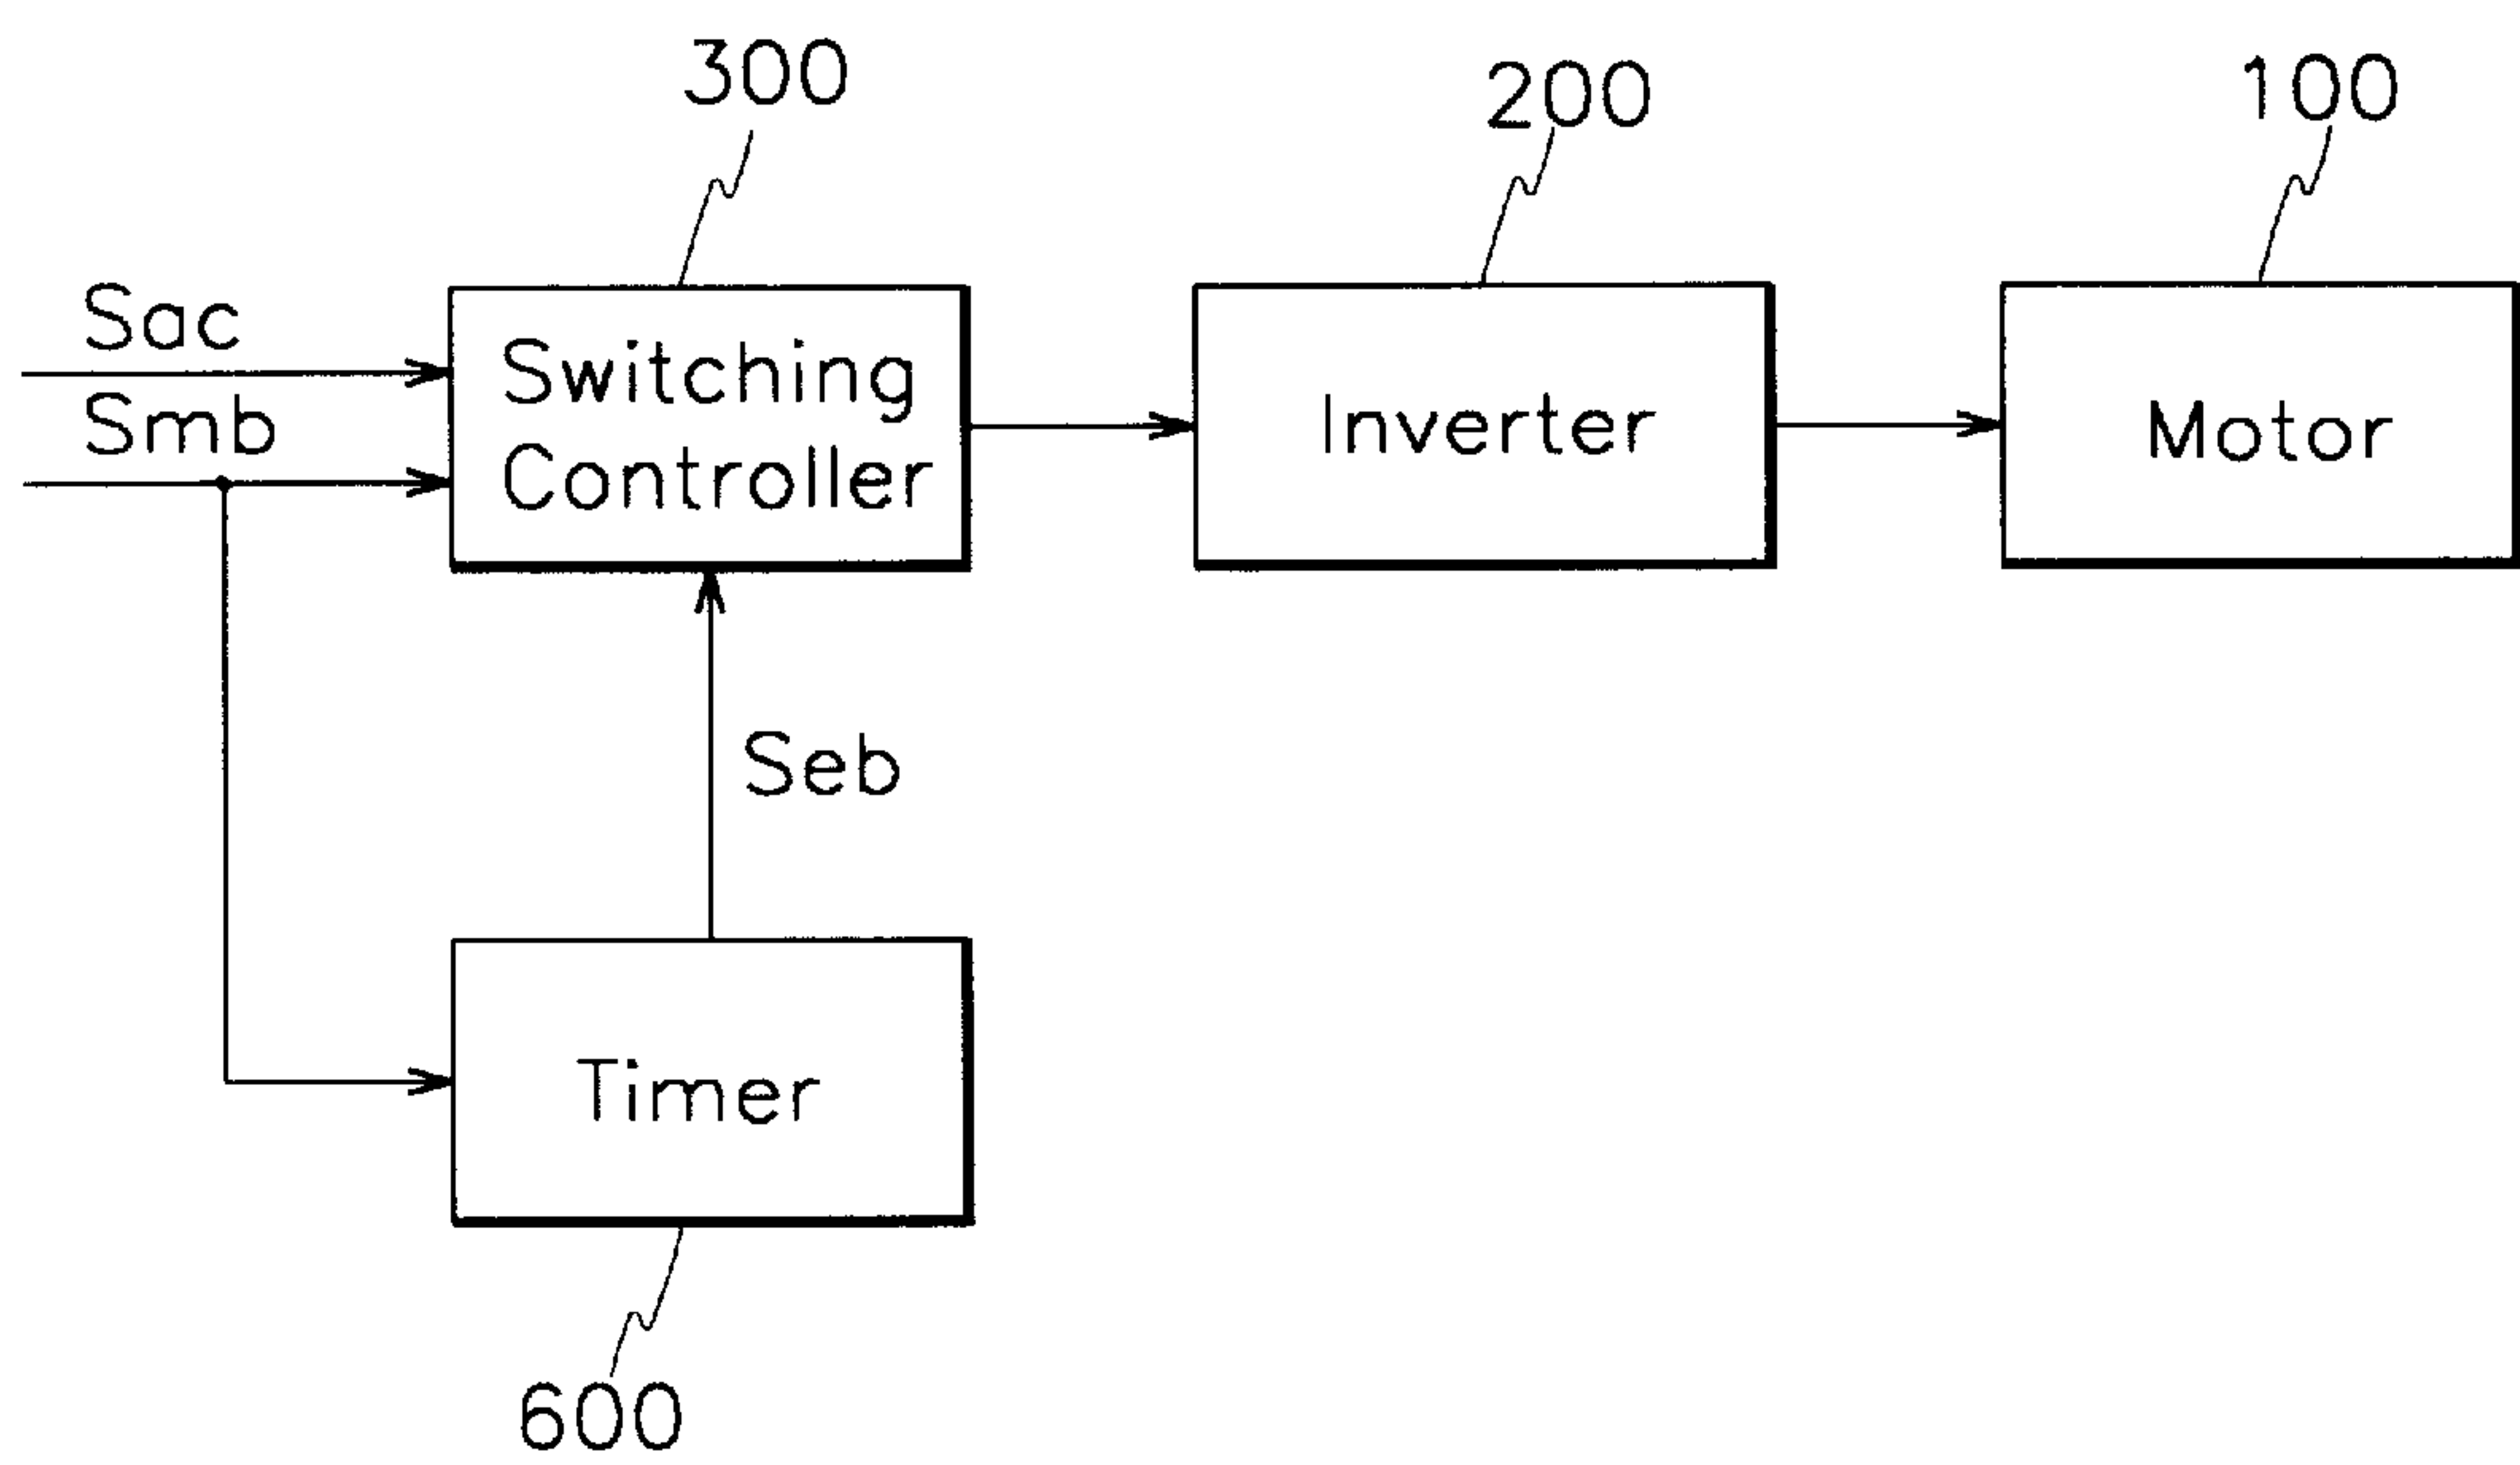 300
200
100
Sac
Smb
Switching
Controller
Inverter
Motor
Seb
Timer
600